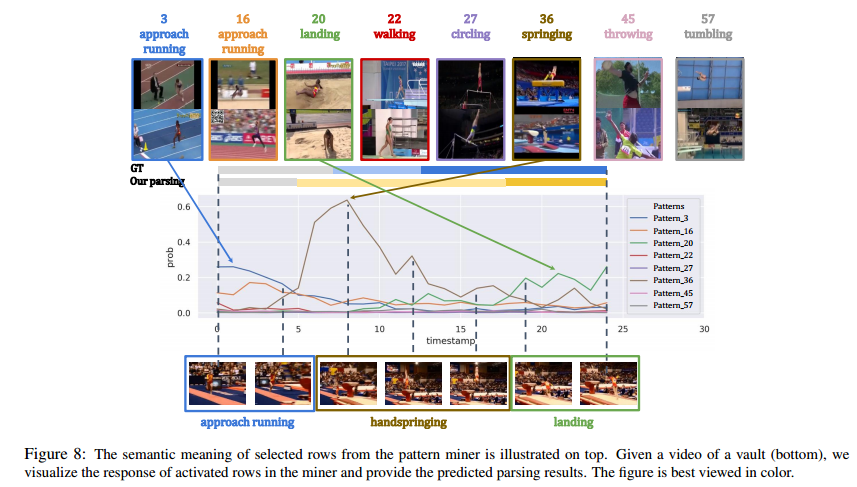 3 16 20 22 27 36 45 57
approach running approach running landing walking circling springing throwing tumbling
GT
Our parsing
0.6
0.4
0.2
0.0
prob
0 5 10 15 20 25 30
timestamp
Patterns
Pattern_3
Pattern_16
Pattern_20
Pattern_22
Pattern_27
Pattern_36
Pattern_45
Pattern_57
approach running handspringing landing
Figure 8: The semantic meaning of selected rows from the pattern miner is illustrated on top. Given a video of a vault (bottom), we
visualize the response of activated rows in the miner and provide the predicted parsing results. The figure is best viewed in color.